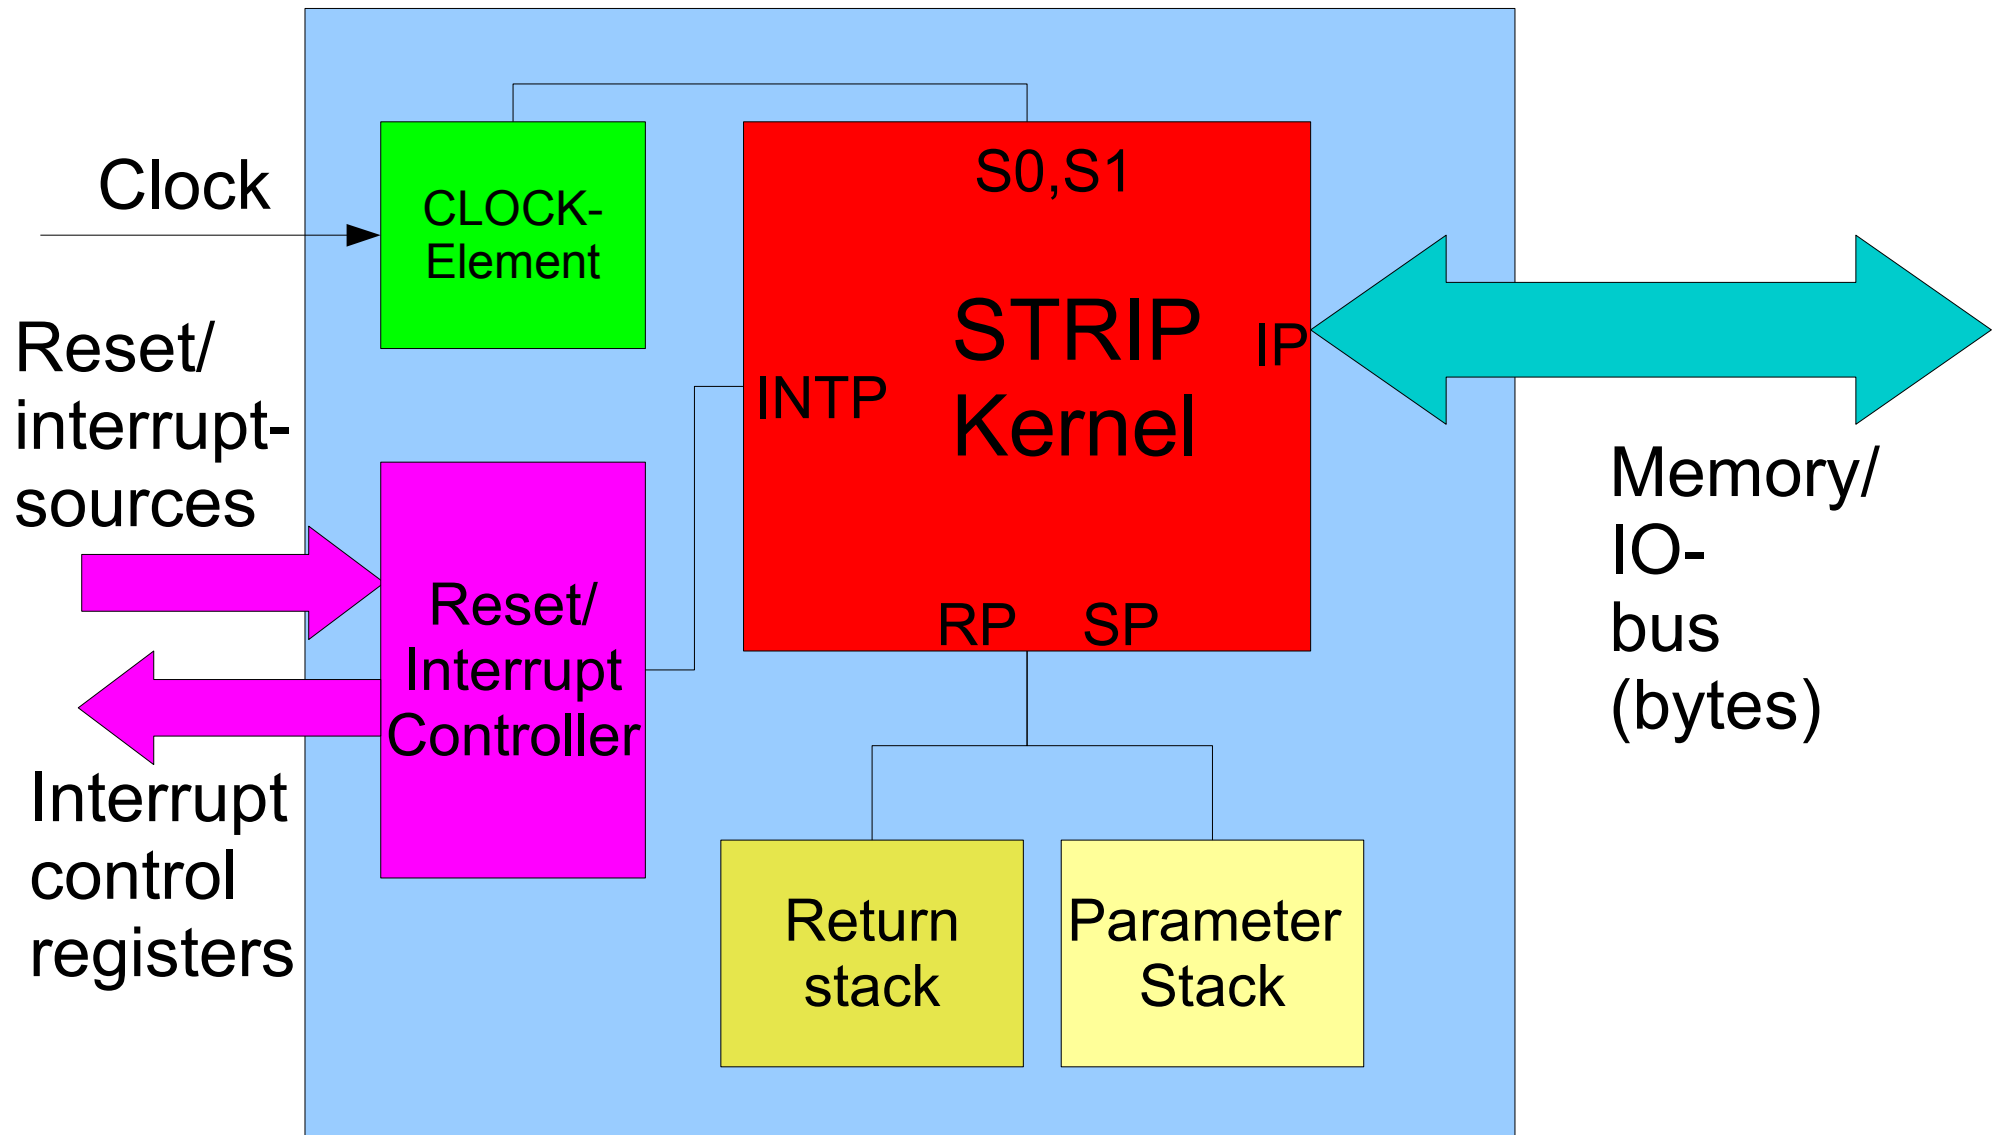 Clock
CLOCK-
Element
S0,S1
STRIP
Kernel
IP
INTP
Reset/
interrupt-
sources
Reset/
Interrupt
Controller
RP
SP
Memory/
IO-
bus
(bytes)
Interrupt
control
registers
Return
stack
Parameter
Stack